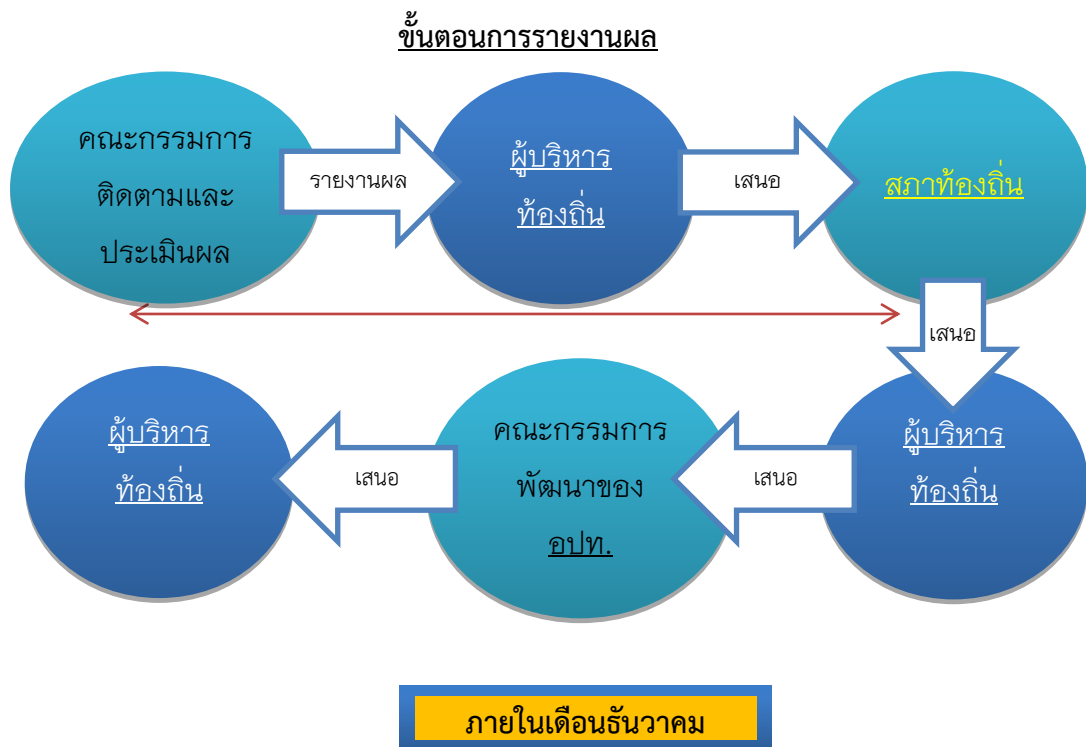 ขั้นตอนการรายงานผล
คณะกรรมการ
ติดตามและ
ประเมินผล
รายงานผล
ผู้บริหาร
ท้องถิ่น
เสนอ
สภาท้องถิ่น
เสนอ
ผู้บริหาร
ท้องถิ่น
เสนอ
คณะกรรมการ
พัฒนาของ
อปท.
เสนอ
ผู้บริหาร
ท้องถิ่น
ภายในเดือนธันวาคม